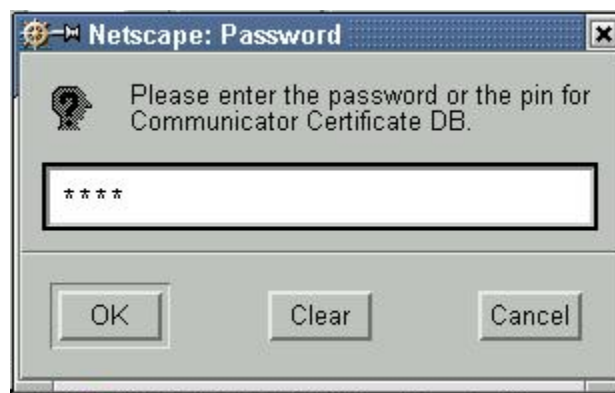 Netscape: Password
Please enter the password or the pin for
Communicator Certificate DB.
****
OK Clear Cancel